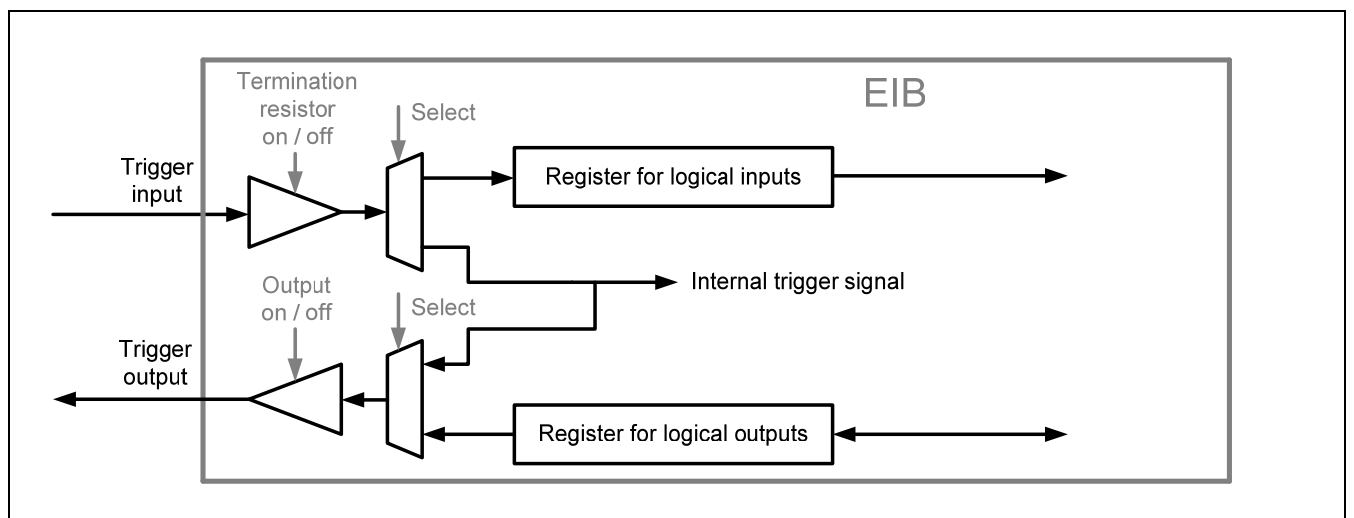 EIB
Termination
resistor
on / off
Select
Trigger
input
Register for logical inputs
Internal trigger signal
Output
on / off
Select
Trigger
output
Register for logical outputs